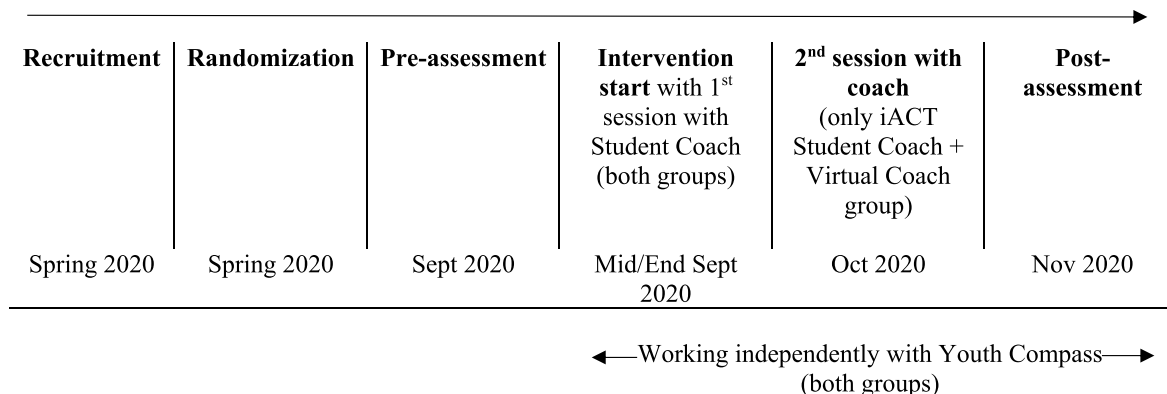 Recruitment
Randomization
Pre-assessment
Intervention
start with 1st
session with
Student Coach
(both groups)
2nd session with
coach
(only iACT
Student Coach +
Virtual Coach
group)
Post-
assessment
Spring 2020
Spring 2020
Sept 2020
Mid/End Sept
2020
Oct 2020
Nov 2020
Working independently with Youth Compass
(both groups)